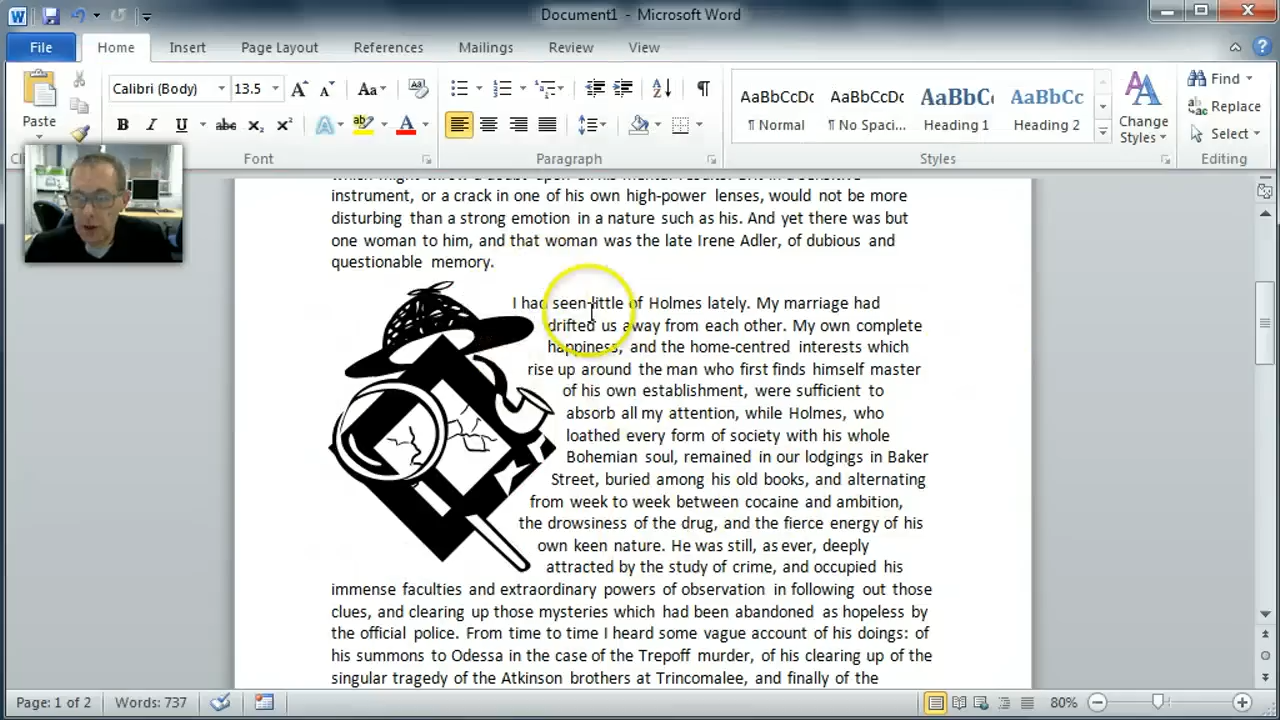 Document1 - Microsoft Word
File Home Insert Page Layout References Mailings Review View
Calibri (Body) 13.5 Aa
Paste
B I U abc x₂ x² A ab A
AaBbCcDc AaBbCcDc AaBbC AaBbCc
¶ Normal ¶ No Spaci... Heading 1 Heading 2
Change
Styles
Find
Replace
Select
Font Paragraph Styles Editing
instrument, or a crack in one of his own high-power lenses, would not be more
disturbing than a strong emotion in a nature such as his. And yet there was but
one woman to him, and that woman was the late Irene Adler, of dubious and
questionable memory.
I had seen little of Holmes lately. My marriage had
drifted us away from each other. My own complete
happiness, and the home-centred interests which
rise up around the man who first finds himself master
of his own establishment, were sufficient to
absorb all my attention, while Holmes, who
loathed every form of society with his whole
Bohemian soul, remained in our lodgings in Baker
Street, buried among his old books, and alternating
from week to week between cocaine and ambition,
the drowsiness of the drug, and the fierce energy of his
own keen nature. He was still, as ever, deeply
attracted by the study of crime, and occupied his
immense faculties and extraordinary powers of observation in following out those
clues, and clearing up those mysteries which had been abandoned as hopeless by
the official police. From time to time I heard some vague account of his doings: of
his summons to Odessa in the case of the Trepoff murder, of his clearing up of the
singular tragedy of the Atkinson brothers at Trincomalee, and finally of the
Page: 1 of 2 Words: 737 80%